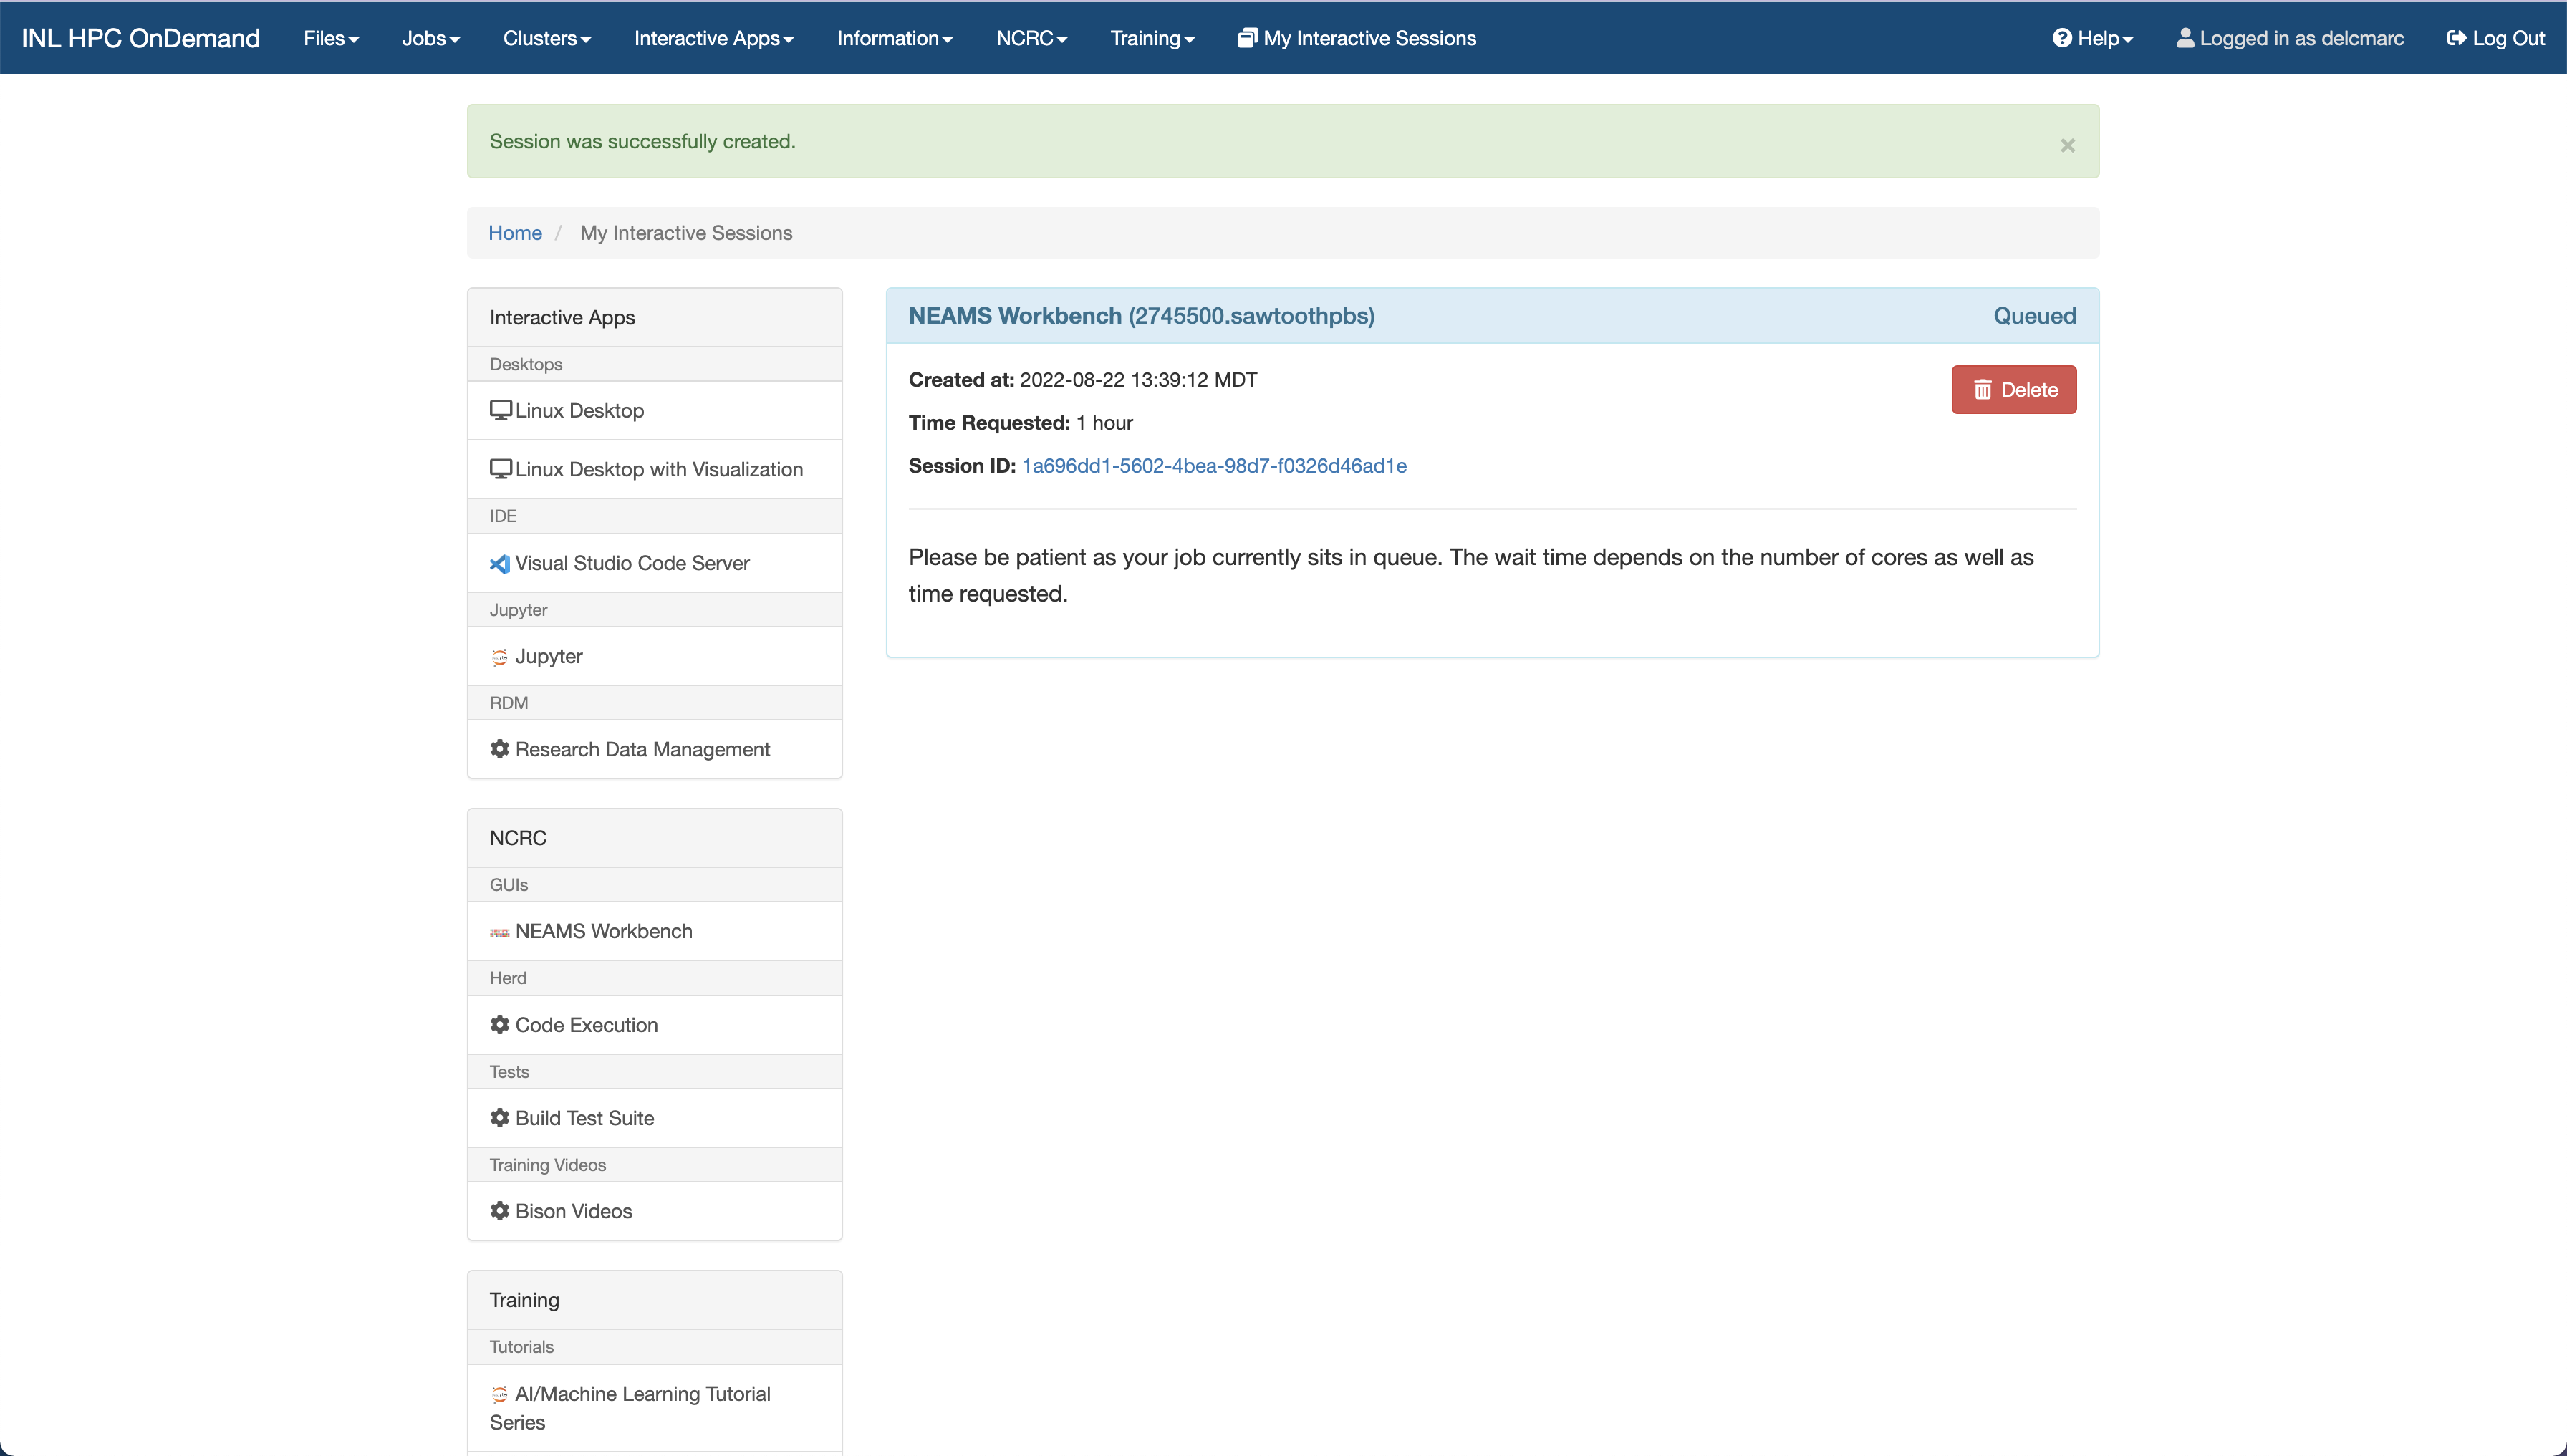 INL HPC OnDemand Files Jobs Clusters Interactive Apps Information NCRC Training My Interactive Sessions Help Logged in as delcmarc Log Out
Session was successfully created. ×
Home / My Interactive Sessions
Interactive Apps
Desktops
Linux Desktop
Linux Desktop with Visualization
IDE
Visual Studio Code Server
Jupyter
Jupyter
RDM
Research Data Management
NCRC
GUIs
NEAMS Workbench
Herd
Code Execution
Tests
Build Test Suite
Training Videos
Bison Videos
Training
Tutorials
AI/Machine Learning Tutorial
Series
NEAMS Workbench (2745500.sawtoothpbs) Queued
Created at: 2022-08-22 13:39:12 MDT
Delete
Time Requested: 1 hour
Session ID: 1a696dd1-5602-4bea-98d7-f0326d46ad1e
Please be patient as your job currently sits in queue. The wait time depends on the number of cores as well as
time requested.